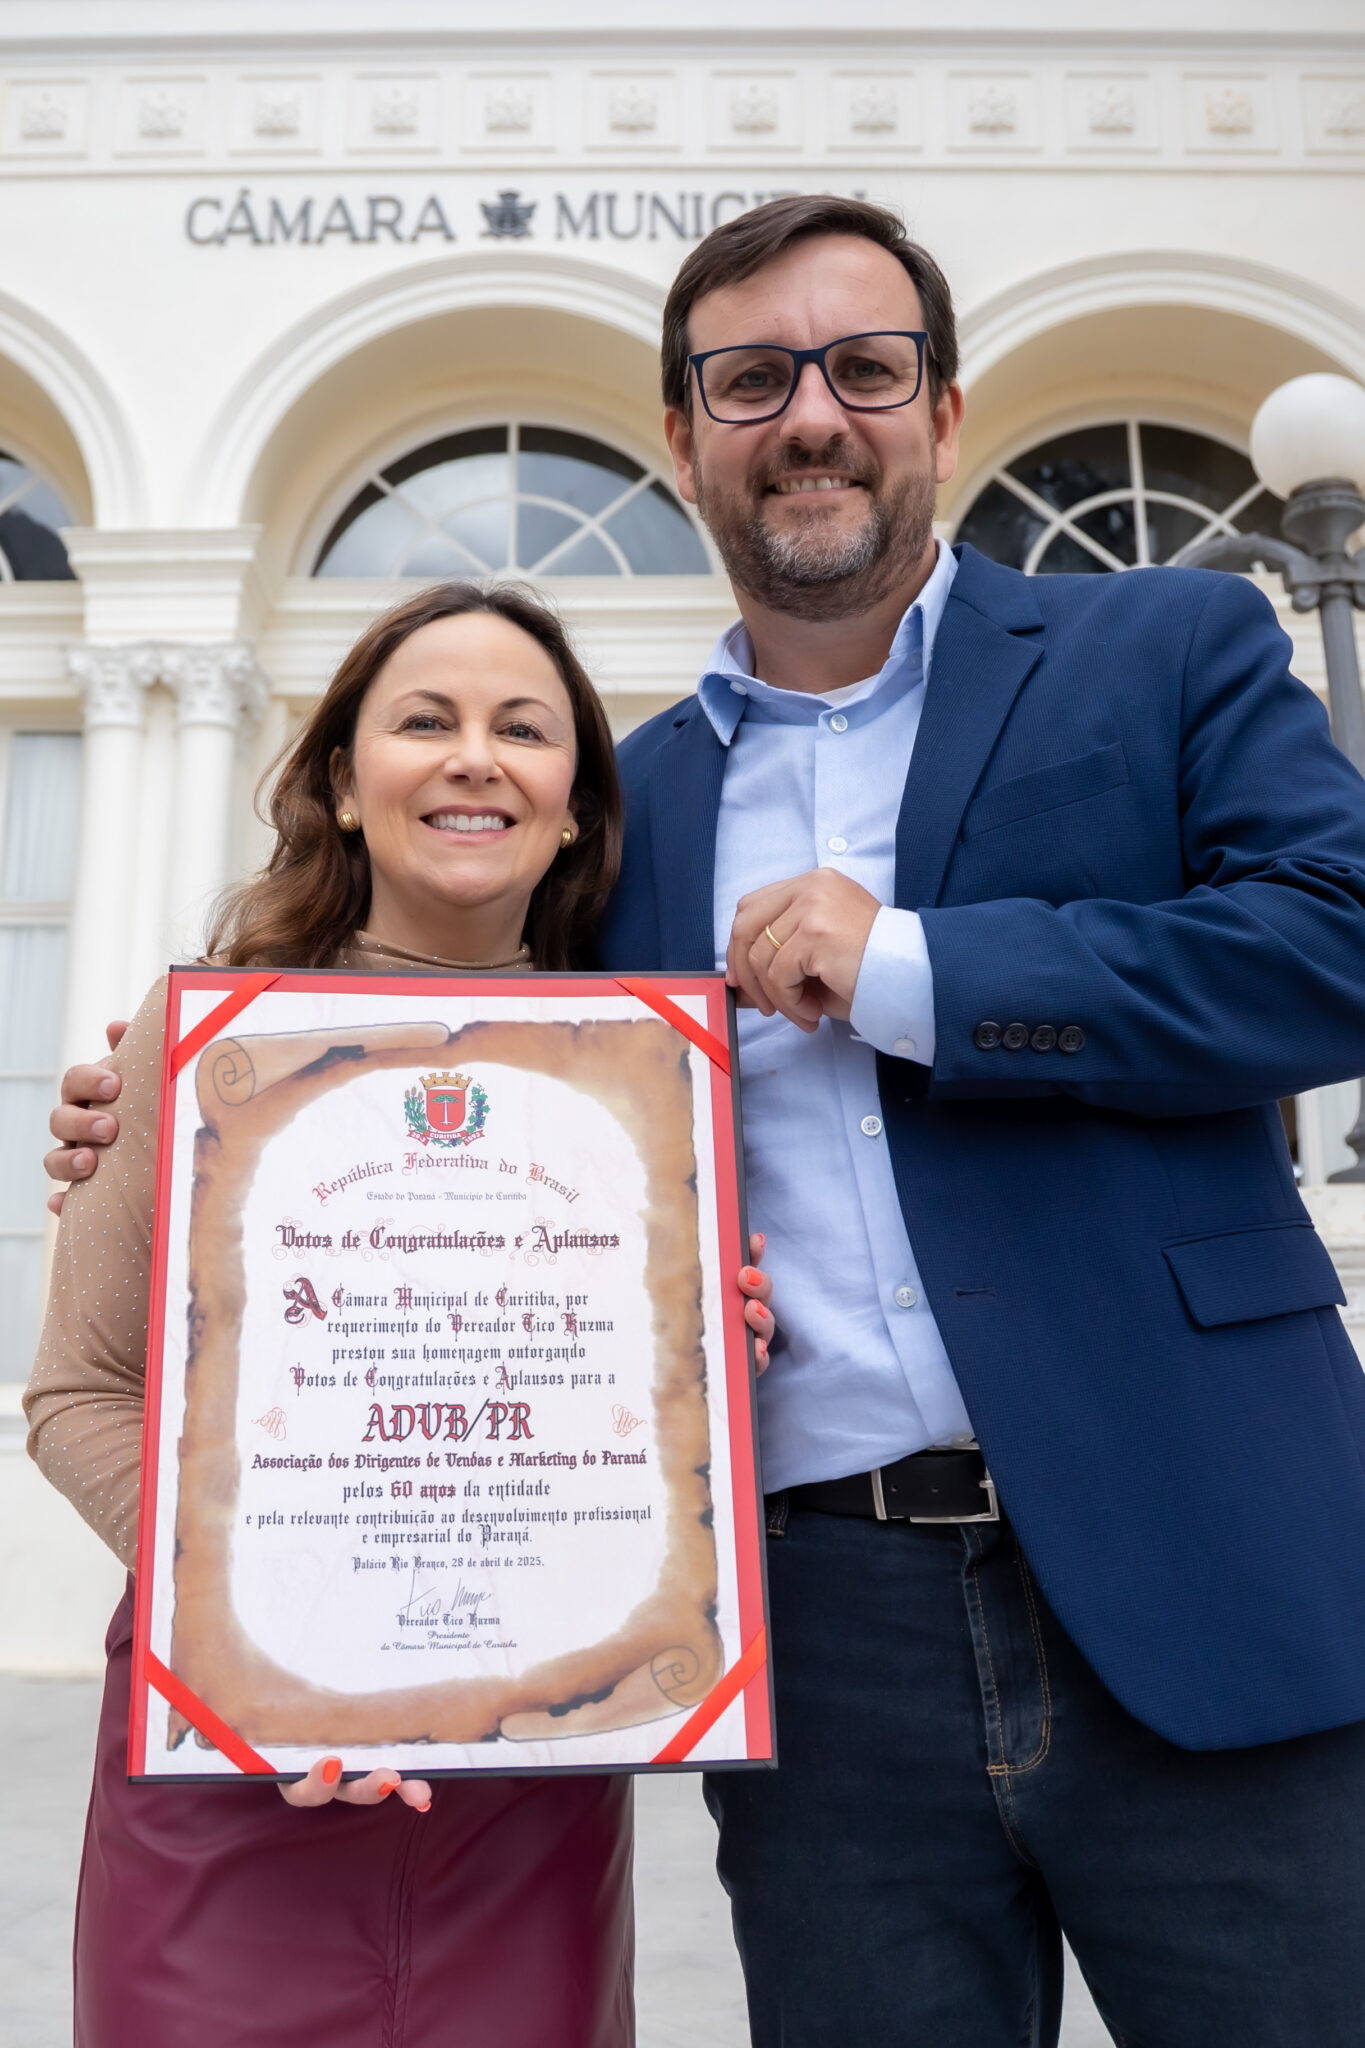 CÂMARA MUNICIPAL
29-3 CURITIBA 1693
República Federativa do Brasil
Estado do Paraná - Município de Curitiba
Votos de Congratulações e Aplausos
A Câmara Municipal de Curitiba, por
requerimento do Vereador Tico Kuzma
prestou sua homenagem outorgando
Votos de Congratulações e Aplausos para a
ADVB/PR
Associação dos Dirigentes de Vendas e Marketing do Paraná
pelos 60 anos da entidade
e pela relevante contribuição ao desenvolvimento profissional
e empresarial do Paraná.
Palácio Rio Branco, 28 de abril de 2025.
Vereador Tico Kuzma
Presidente
da Câmara Municipal de Curitiba